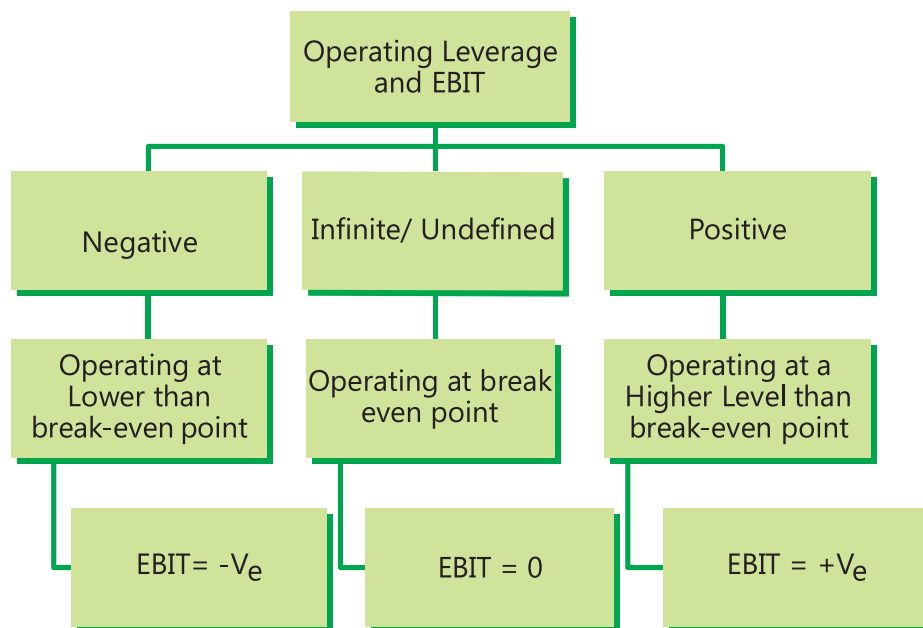 Operating Leverage
and EBIT
Negative
Infinite/ Undefined
Positive
Operating at
Lower than
break-even point
Operating at break
even point
Operating at a
Higher Level than
break-even point
EBIT= -Ve
EBIT = 0
EBIT = +Ve